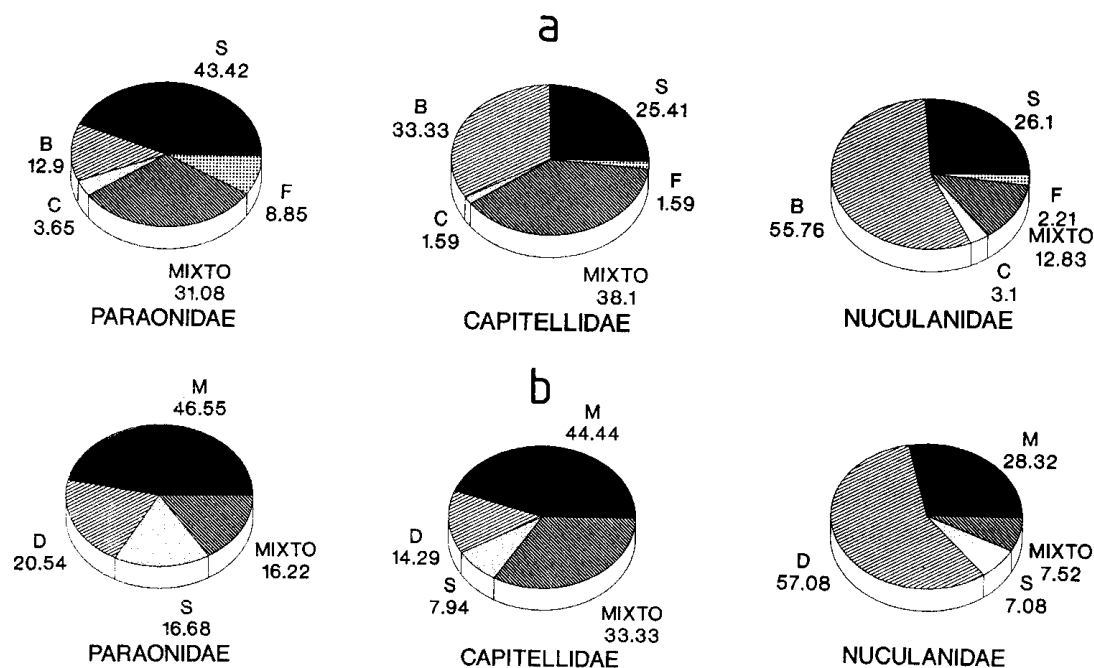 a
S
43.42
B
12.9
C
3.65
F
8.85
MIXTO
31.08
PARAONIDAE
S
25.41
B
33.33
C
1.59
F
1.59
MIXTO
38.1
CAPITELLIDAE
S
26.1
B
55.76
F
2.21
MIXTO
12.83
C
3.1
NUCULANIDAE
b
M
46.55
D
20.54
MIXTO
16.22
S
16.68
PARAONIDAE
M
44.44
D
14.29
S
7.94
MIXTO
33.33
CAPITELLIDAE
M
28.32
D
57.08
MIXTO
7.52
S
7.08
NUCULANIDAE